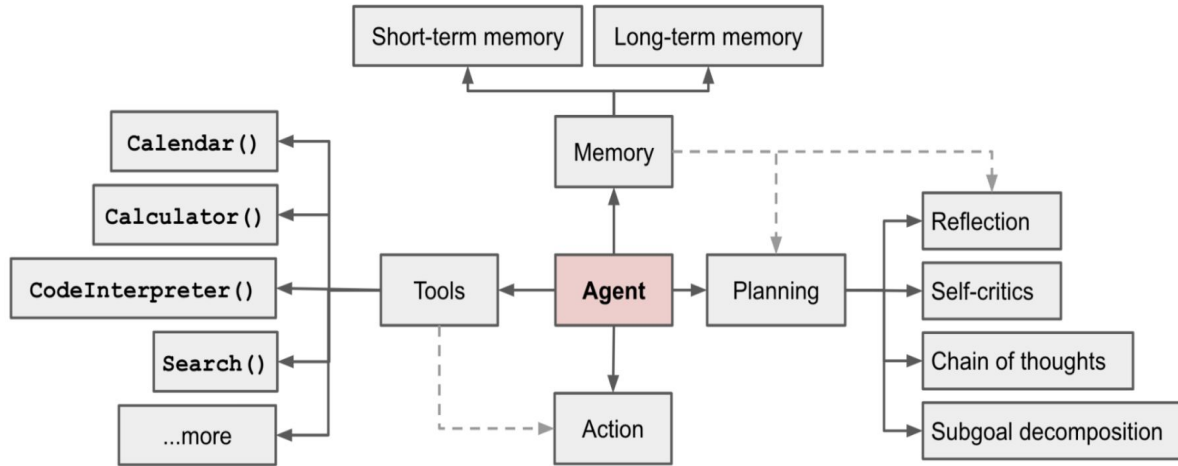 Short-term memory
Long-term memory
Calendar()
Memory
Calculator()
Reflection
CodeInterpreter()
Tools
Agent
Planning
Self-critics
Search()
Chain of thoughts
...more
Action
Subgoal decomposition